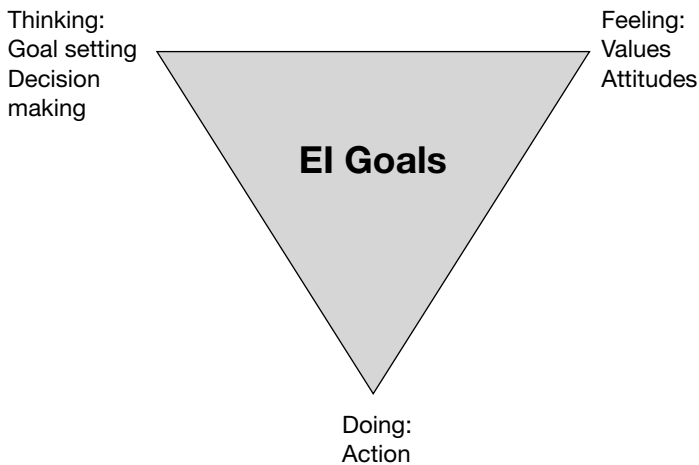 Thinking:
Goal setting
Decision
making
Feeling:
Values
Attitudes
EI Goals
Doing:
Action